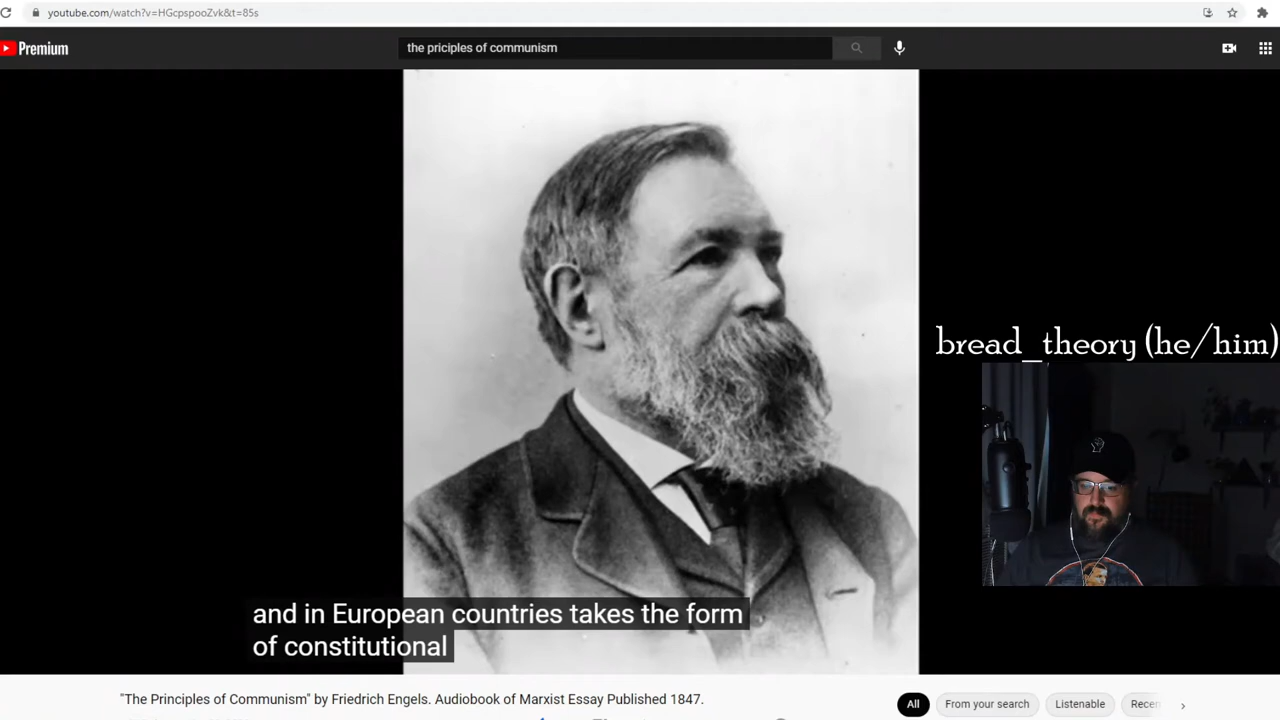 youtube.com/watch?v=HGcpspooZvk&t=85s
Premium
the priciples of communism
bread_theory (he/him)
and in European countries takes the form
of constitutional
"The Principles of Communism" by Friedrich Engels. Audiobook of Marxist Essay Published 1847.
All
From your search
Listenable
Recen